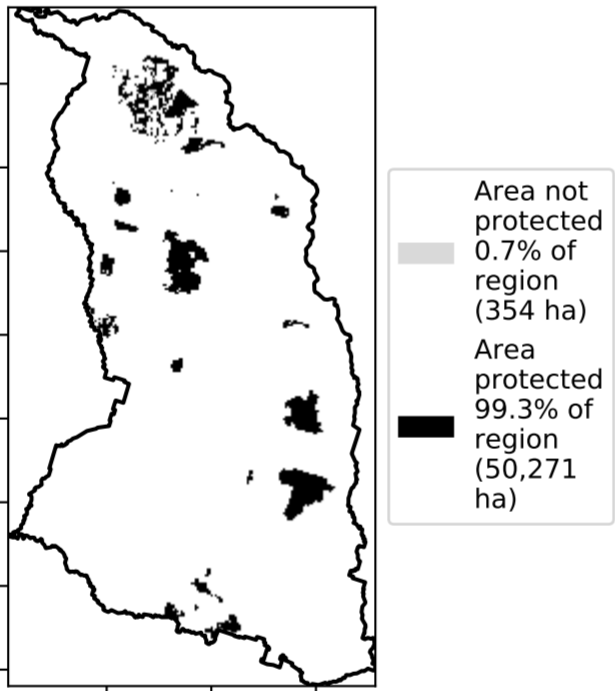 Area not
protected
0.7% of
region
(354 ha)
Area
protected
99.3% of
region
(50,271
ha)